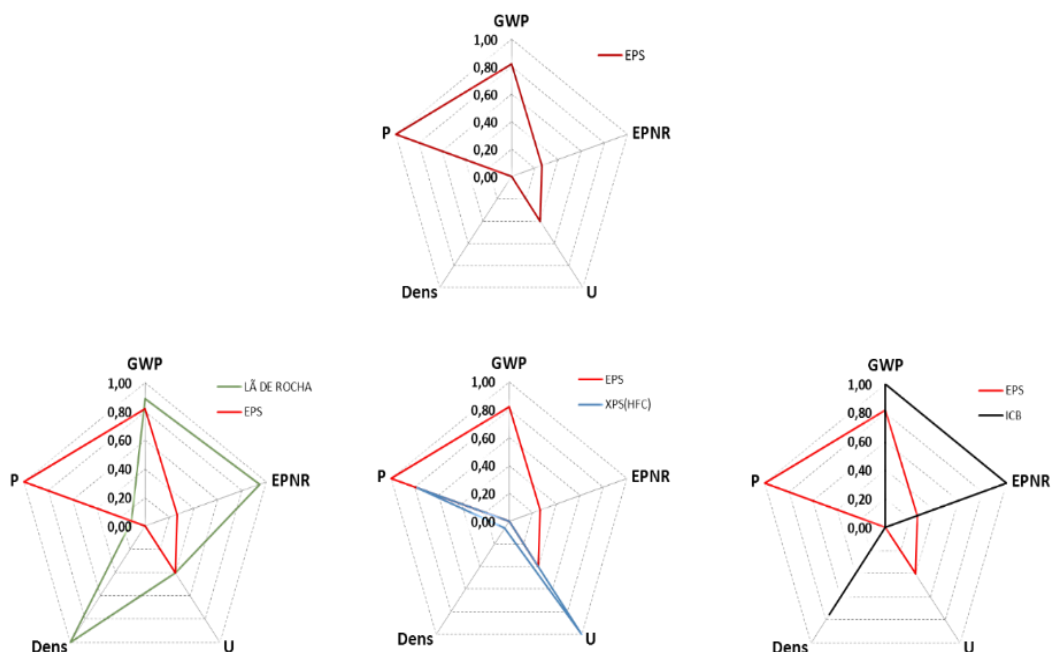 GWP
1,00
0,80
0,60
0,40
0,20
0,00
EPS
P
EPNR
Dens
U
GWP
1,00
0,80
0,60
0,40
0,20
0,00
LÃ DE ROCHA
EPS
P
EPNR
Dens
U
GWP
1,00
0,80
0,60
0,40
0,20
0,00
EPS
XPS(HFC)
P
EPNR
Dens
U
GWP
1,00
0,80
0,60
0,40
0,20
0,00
EPS
ICB
P
EPNR
Dens
U